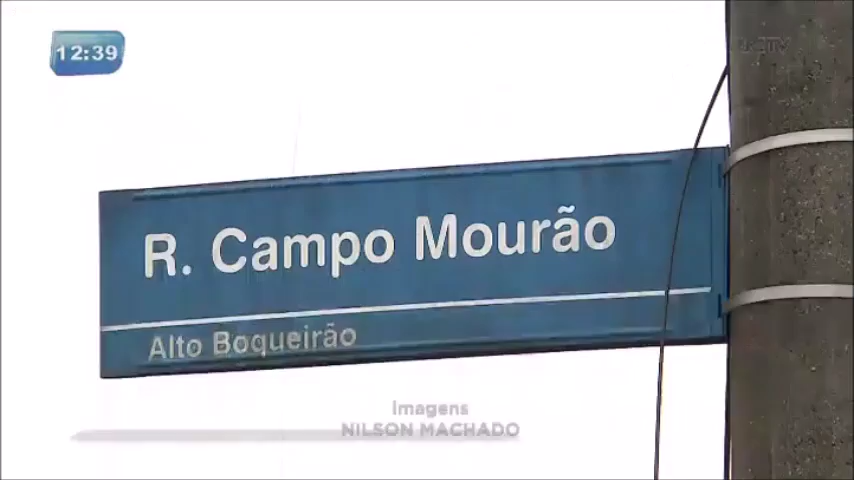 12:39
R. Campo Mourão
Alto Boqueirão
Imagens
NILSON MACHADO